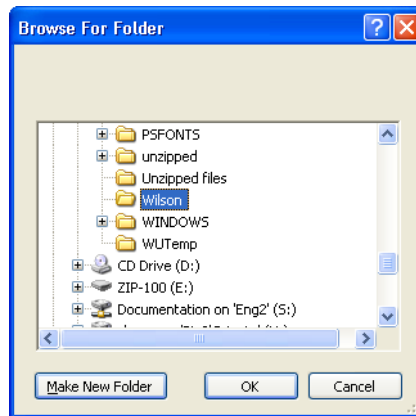 Browse For Folder
PSFONTS
unzipped
Unzipped files
Wilson
WINDOWS
WUTemp
CD Drive (D:)
ZIP-100 (E:)
Documentation on 'Eng2' (S:)
Make New Folder
OK
Cancel